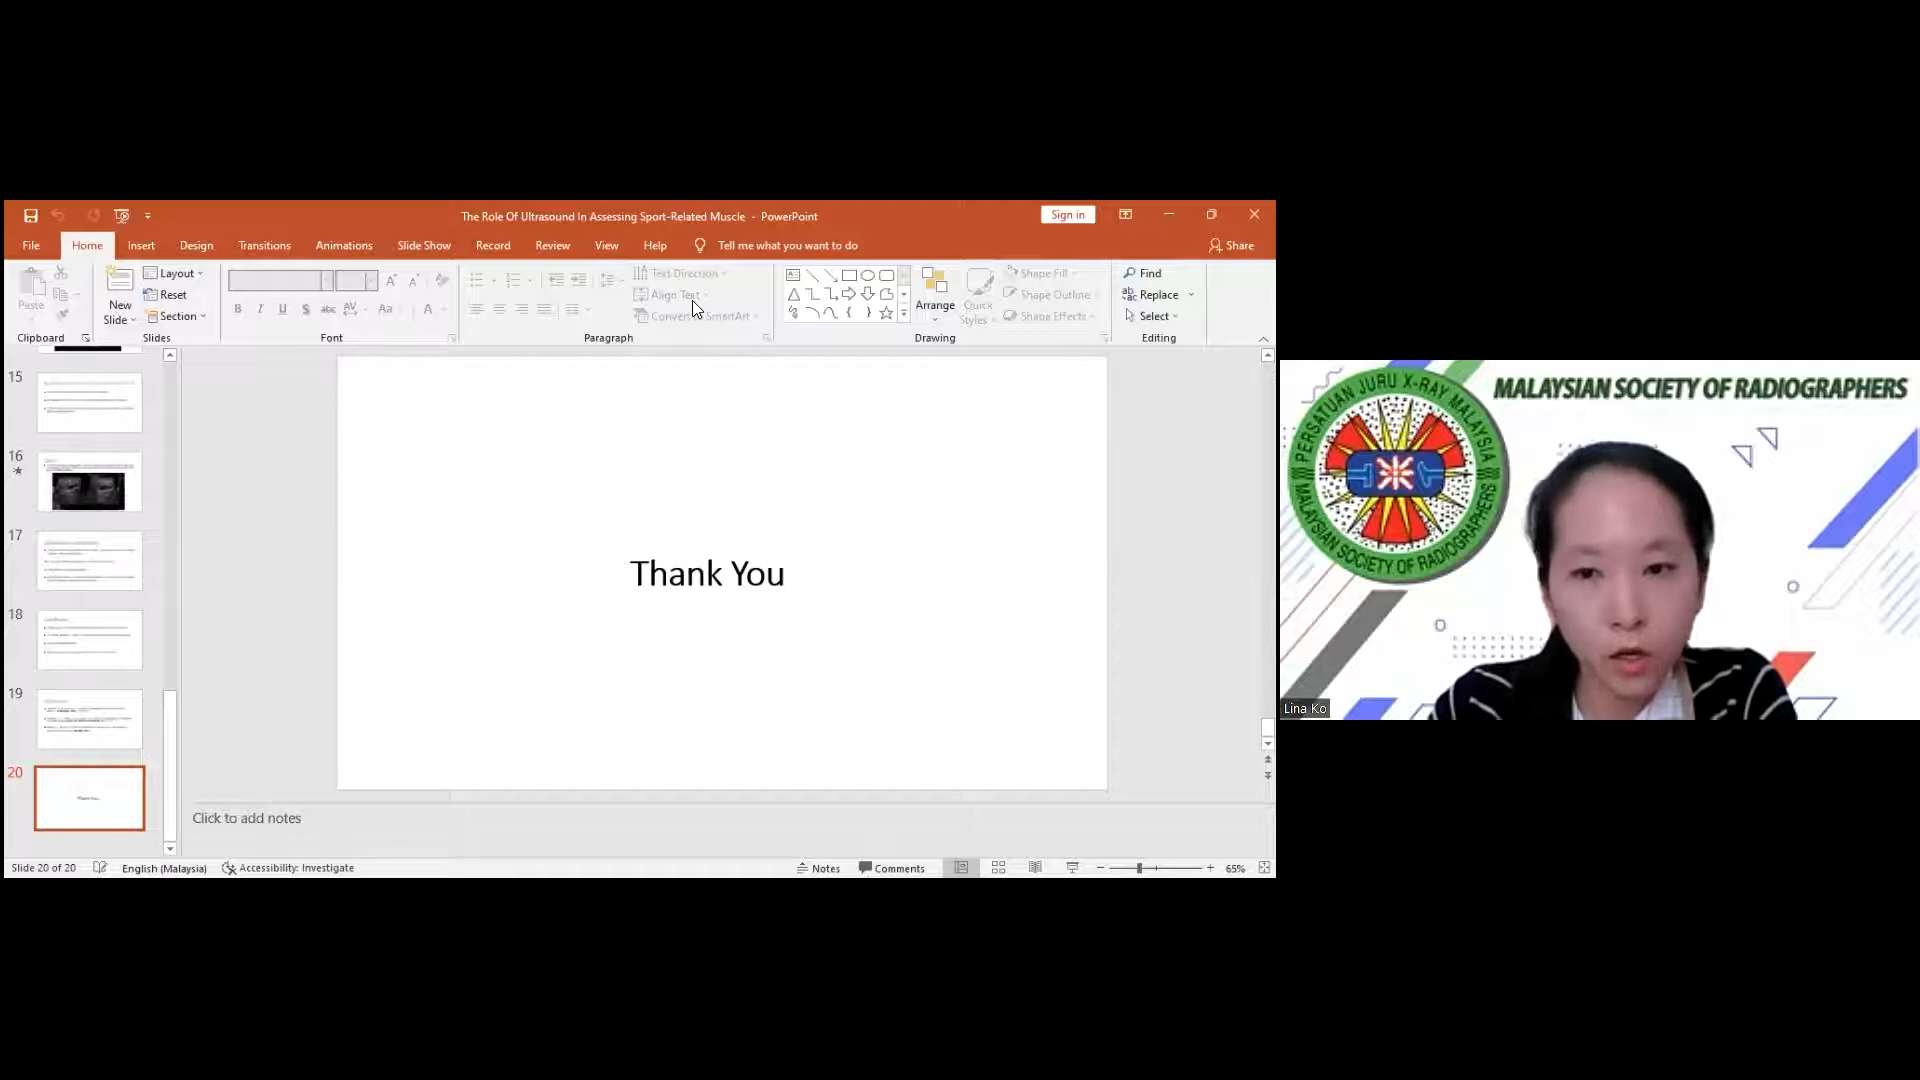 The Role Of Ultrasound In Assessing Sport-Related Muscle - PowerPoint
Sign in
File Home Insert Design Transitions Animations Slide Show Record Review View Help Tell me what you want to do Share
Paste
New Slide
Layout
Reset
Section
Text Direction
Align Text
Convert to SmartArt
Arrange
Quick Styles
Shape Fill
Shape Outline
Shape Effects
Find
Replace
Select
Clipboard Slides Font Paragraph Drawing Editing
15
16
17
18
19
20
Thank You
Click to add notes
Slide 20 of 20 English (Malaysia) Accessibility: Investigate Notes Comments 65%
MALAYSIAN SOCIETY OF RADIOGRAPHERS
PERSATUAN JURU X-RAY MALAYSIA
MALAYSIAN SOCIETY OF RADIOGRAPHERS
Lina Ko